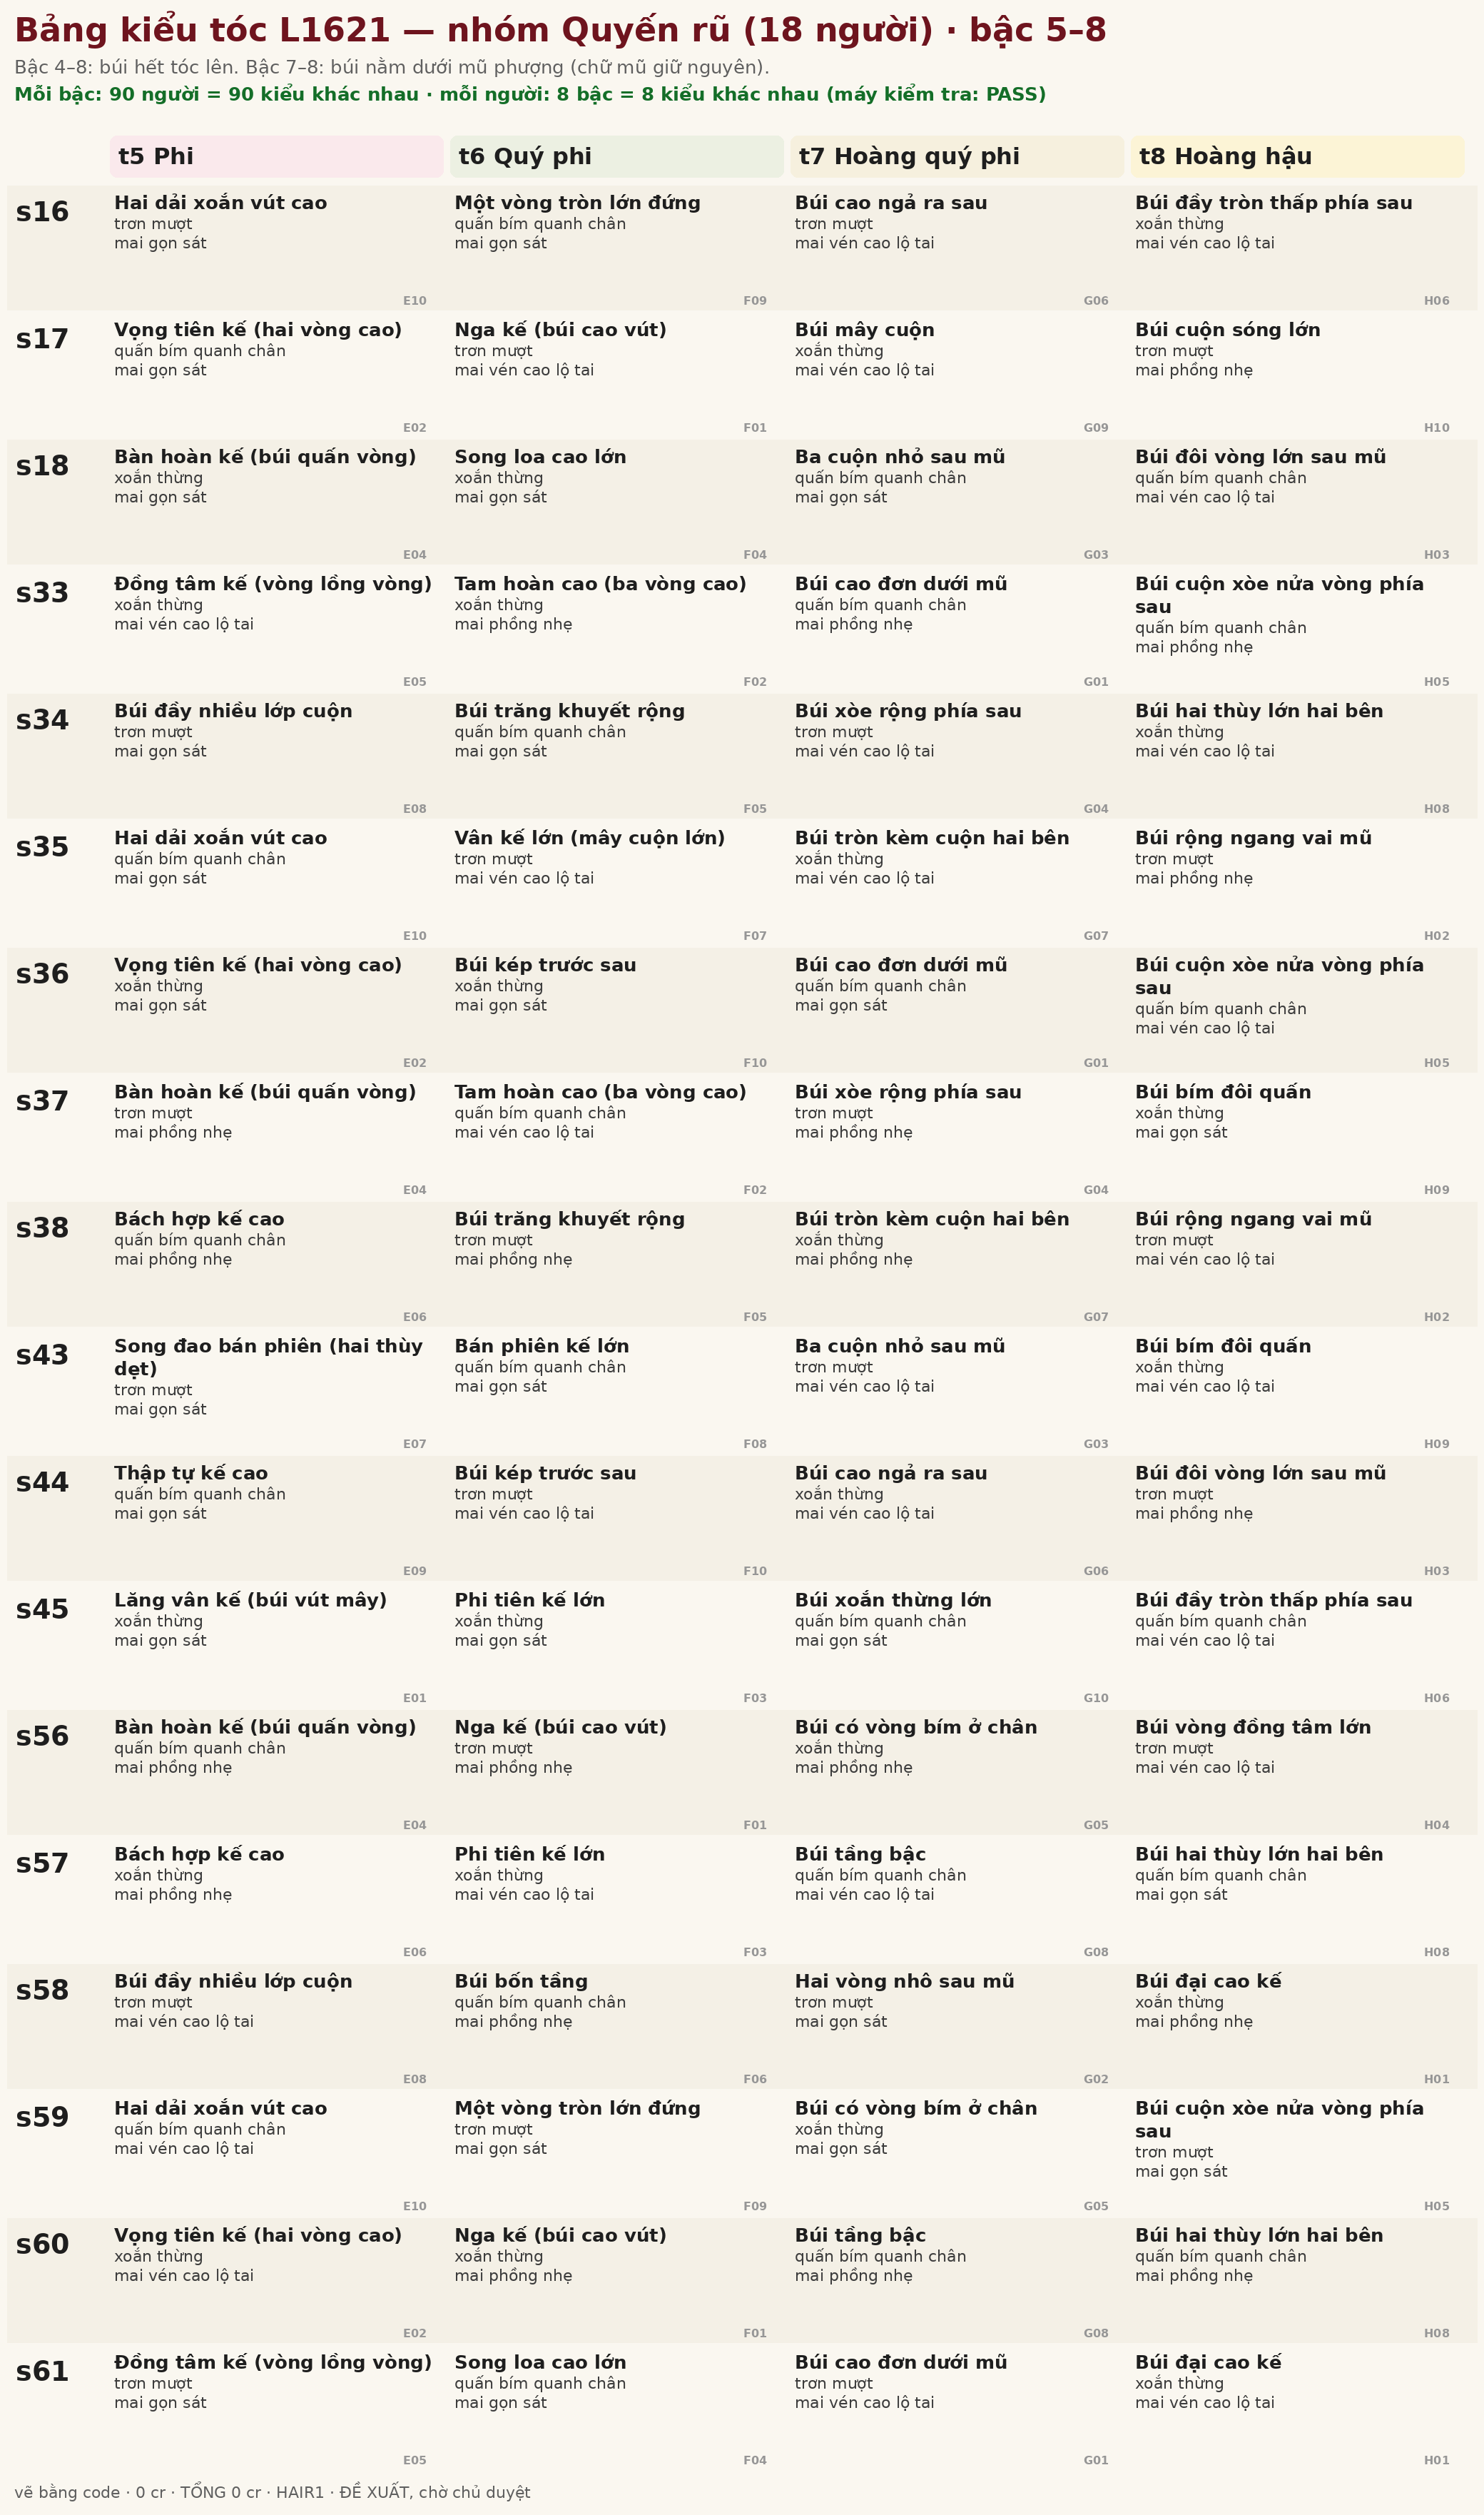 Bảng kiểu tóc L1621 — nhóm Quyến rũ (18 người) · bậc 5–8
Bậc 4–8: búi hết tóc lên. Bậc 7–8: búi nằm dưới mũ phượng (chữ mũ giữ nguyên).
Mỗi bậc: 90 người = 90 kiểu khác nhau · mỗi người: 8 bậc = 8 kiểu khác nhau (máy kiểm tra: PASS)
t5 Phi
t6 Quý phi
t7 Hoàng quý phi
t8 Hoàng hậu
s16
Hai dải xoắn vút cao
trơn mượt
mai gọn sát
E10
Một vòng tròn lớn đứng
quấn bím quanh chân
mai gọn sát
F09
Búi cao ngả ra sau
trơn mượt
mai vén cao lộ tai
G06
Búi đầy tròn thấp phía sau
xoắn thừng
mai vén cao lộ tai
H06
s17
Vọng tiên kế (hai vòng cao)
quấn bím quanh chân
mai gọn sát
E02
Nga kế (búi cao vút)
trơn mượt
mai vén cao lộ tai
F01
Búi mây cuộn
xoắn thừng
mai vén cao lộ tai
G09
Búi cuộn sóng lớn
trơn mượt
mai phồng nhẹ
H10
s18
Bàn hoàn kế (búi quấn vòng)
xoắn thừng
mai gọn sát
E04
Song loa cao lớn
xoắn thừng
mai gọn sát
F04
Ba cuộn nhỏ sau mũ
quấn bím quanh chân
mai gọn sát
G03
Búi đôi vòng lớn sau mũ
quấn bím quanh chân
mai vén cao lộ tai
H03
s33
Đồng tâm kế (vòng lồng vòng)
xoắn thừng
mai vén cao lộ tai
E05
Tam hoàn cao (ba vòng cao)
xoắn thừng
mai phồng nhẹ
F02
Búi cao đơn dưới mũ
quấn bím quanh chân
mai phồng nhẹ
G01
Búi cuộn xòe nửa vòng phía
sau
quấn bím quanh chân
mai phồng nhẹ
H05
s34
Búi đầy nhiều lớp cuộn
trơn mượt
mai gọn sát
E08
Búi trăng khuyết rộng
quấn bím quanh chân
mai gọn sát
F05
Búi xòe rộng phía sau
trơn mượt
mai vén cao lộ tai
G04
Búi hai thùy lớn hai bên
xoắn thừng
mai vén cao lộ tai
H08
s35
Hai dải xoắn vút cao
quấn bím quanh chân
mai gọn sát
E10
Vân kế lớn (mây cuộn lớn)
trơn mượt
mai vén cao lộ tai
F07
Búi tròn kèm cuộn hai bên
xoắn thừng
mai vén cao lộ tai
G07
Búi rộng ngang vai mũ
trơn mượt
mai phồng nhẹ
H02
s36
Vọng tiên kế (hai vòng cao)
xoắn thừng
mai gọn sát
E02
Búi kép trước sau
xoắn thừng
mai gọn sát
F10
Búi cao đơn dưới mũ
quấn bím quanh chân
mai gọn sát
G01
Búi cuộn xòe nửa vòng phía
sau
quấn bím quanh chân
mai vén cao lộ tai
H05
s37
Bàn hoàn kế (búi quấn vòng)
trơn mượt
mai phồng nhẹ
E04
Tam hoàn cao (ba vòng cao)
quấn bím quanh chân
mai vén cao lộ tai
F02
Búi xòe rộng phía sau
trơn mượt
mai phồng nhẹ
G04
Búi bím đôi quấn
xoắn thừng
mai gọn sát
H09
s38
Bách hợp kế cao
quấn bím quanh chân
mai phồng nhẹ
E06
Búi trăng khuyết rộng
trơn mượt
mai phồng nhẹ
F05
Búi tròn kèm cuộn hai bên
xoắn thừng
mai phồng nhẹ
G07
Búi rộng ngang vai mũ
trơn mượt
mai vén cao lộ tai
H02
s43
Song đao bán phiên (hai thùy
dẹt)
trơn mượt
mai gọn sát
E07
Bán phiên kế lớn
quấn bím quanh chân
mai gọn sát
F08
Ba cuộn nhỏ sau mũ
trơn mượt
mai vén cao lộ tai
G03
Búi bím đôi quấn
xoắn thừng
mai vén cao lộ tai
H09
s44
Thập tự kế cao
quấn bím quanh chân
mai gọn sát
E09
Búi kép trước sau
trơn mượt
mai vén cao lộ tai
F10
Búi cao ngả ra sau
xoắn thừng
mai vén cao lộ tai
G06
Búi đôi vòng lớn sau mũ
trơn mượt
mai phồng nhẹ
H03
s45
Lăng vân kế (búi vút mây)
xoắn thừng
mai gọn sát
E01
Phi tiên kế lớn
xoắn thừng
mai gọn sát
F03
Búi xoắn thừng lớn
quấn bím quanh chân
mai gọn sát
G10
Búi đầy tròn thấp phía sau
quấn bím quanh chân
mai vén cao lộ tai
H06
s56
Bàn hoàn kế (búi quấn vòng)
quấn bím quanh chân
mai phồng nhẹ
E04
Nga kế (búi cao vút)
trơn mượt
mai phồng nhẹ
F01
Búi có vòng bím ở chân
xoắn thừng
mai phồng nhẹ
G05
Búi vòng đồng tâm lớn
trơn mượt
mai vén cao lộ tai
H04
s57
Bách hợp kế cao
xoắn thừng
mai phồng nhẹ
E06
Phi tiên kế lớn
xoắn thừng
mai vén cao lộ tai
F03
Búi tầng bậc
quấn bím quanh chân
mai vén cao lộ tai
G08
Búi hai thùy lớn hai bên
quấn bím quanh chân
mai gọn sát
H08
s58
Búi đầy nhiều lớp cuộn
trơn mượt
mai vén cao lộ tai
E08
Búi bốn tầng
quấn bím quanh chân
mai phồng nhẹ
F06
Hai vòng nhô sau mũ
trơn mượt
mai gọn sát
G02
Búi đại cao kế
xoắn thừng
mai phồng nhẹ
H01
s59
Hai dải xoắn vút cao
quấn bím quanh chân
mai vén cao lộ tai
E10
Một vòng tròn lớn đứng
trơn mượt
mai gọn sát
F09
Búi có vòng bím ở chân
xoắn thừng
mai gọn sát
G05
Búi cuộn xòe nửa vòng phía
sau
trơn mượt
mai gọn sát
H05
s60
Vọng tiên kế (hai vòng cao)
xoắn thừng
mai vén cao lộ tai
E02
Nga kế (búi cao vút)
xoắn thừng
mai phồng nhẹ
F01
Búi tầng bậc
quấn bím quanh chân
mai phồng nhẹ
G08
Búi hai thùy lớn hai bên
quấn bím quanh chân
mai phồng nhẹ
H08
s61
Đồng tâm kế (vòng lồng vòng)
trơn mượt
mai gọn sát
E05
Song loa cao lớn
quấn bím quanh chân
mai gọn sát
F04
Búi cao đơn dưới mũ
trơn mượt
mai vén cao lộ tai
G01
Búi đại cao kế
xoắn thừng
mai vén cao lộ tai
H01
vẽ bằng code · 0 cr · TỔNG 0 cr · HAIR1 · ĐỀ XUẤT, chờ chủ duyệt